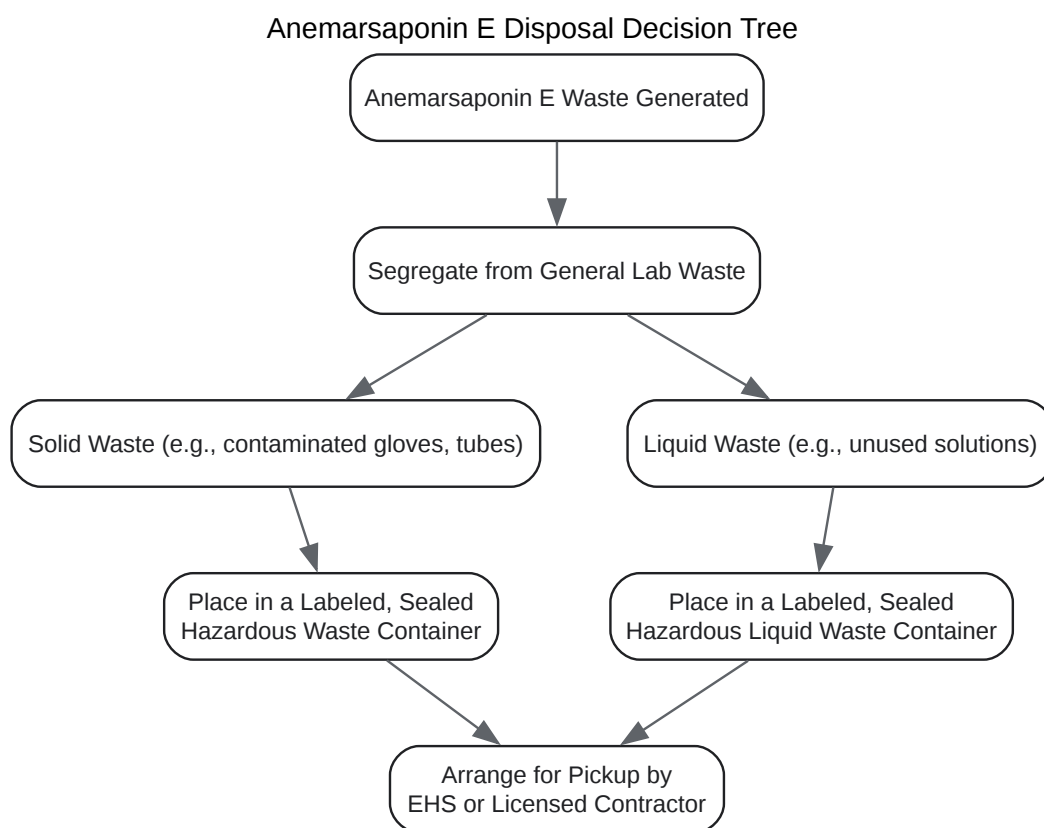 Anemarsaponin E Disposal Decision Tree
Anemarsaponin E Waste Generated
Segregate from General Lab Waste
Solid Waste (e.g., contaminated gloves, tubes)
Liquid Waste (e.g., unused solutions)
Place in a Labeled, Sealed
Hazardous Waste Container
Place in a Labeled, Sealed
Hazardous Liquid Waste Container
Arrange for Pickup by
EHS or Licensed Contractor